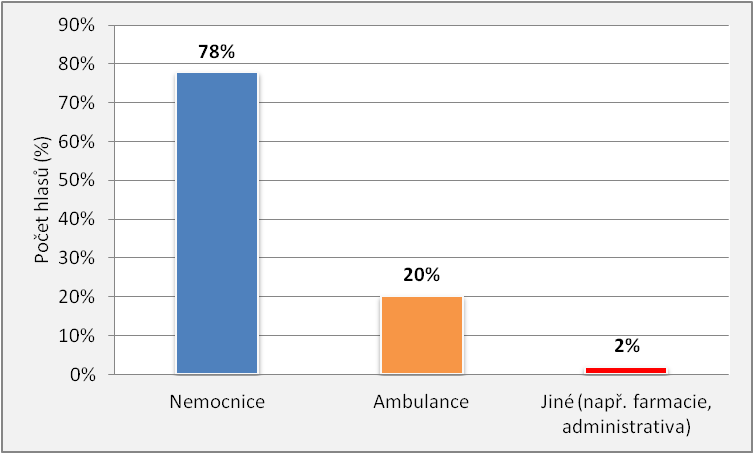 90%
80%
70%
60%
50%
40%
30%
20%
10%
0%
Počet hlasů (%)
78%
20%
2%
Nemocnice
Ambulance
Jiné (např. farmacie,
administrativa)